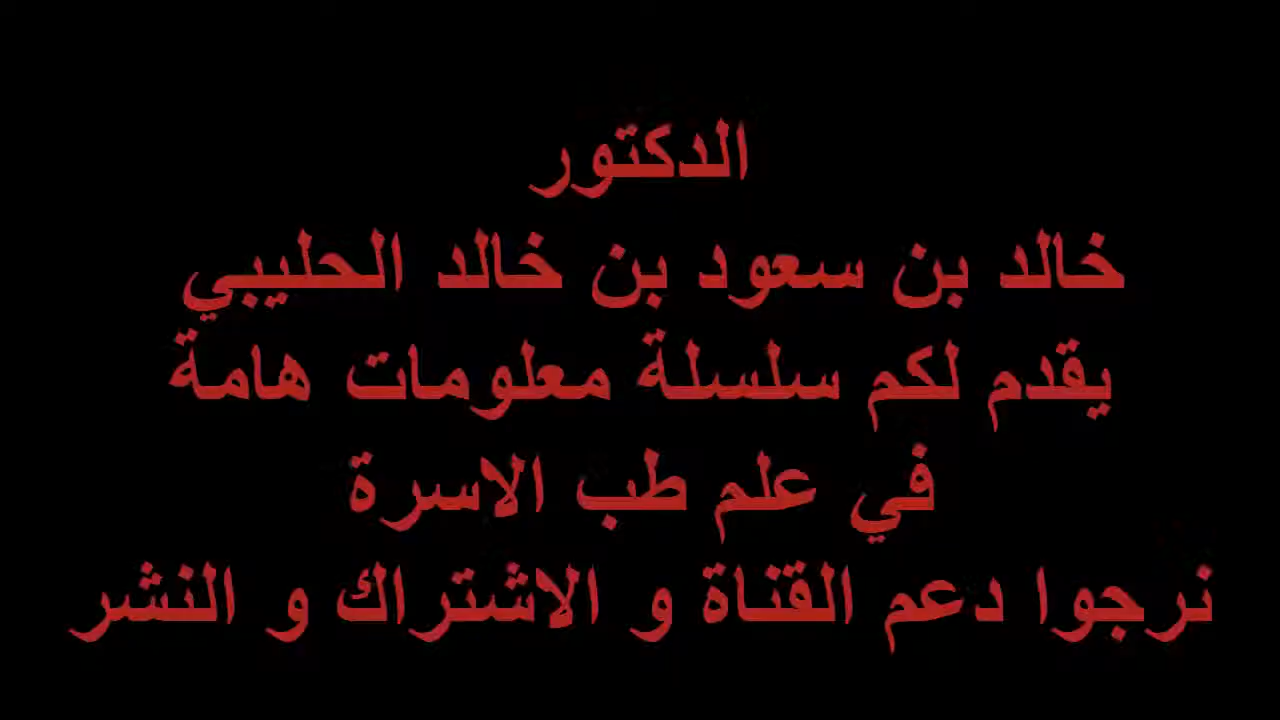 الدكتور
خالد بن سعود بن خالد الحليبي
يقدم لكم سلسلة معلومات هامة
في علم طب الاسرة
نرجوا دعم القناة و الاشتراك و النشر